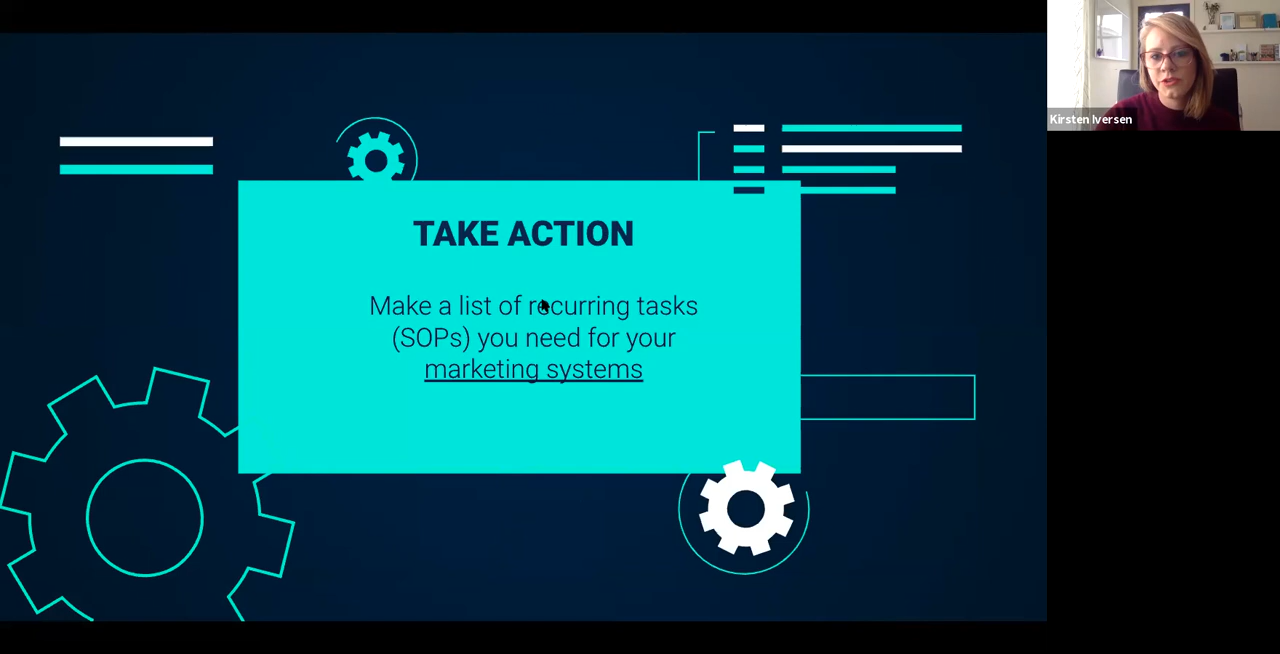 TAKE ACTION
Make a list of recurring tasks
(SOPs) you need for your
marketing systems
Kirsten Iversen